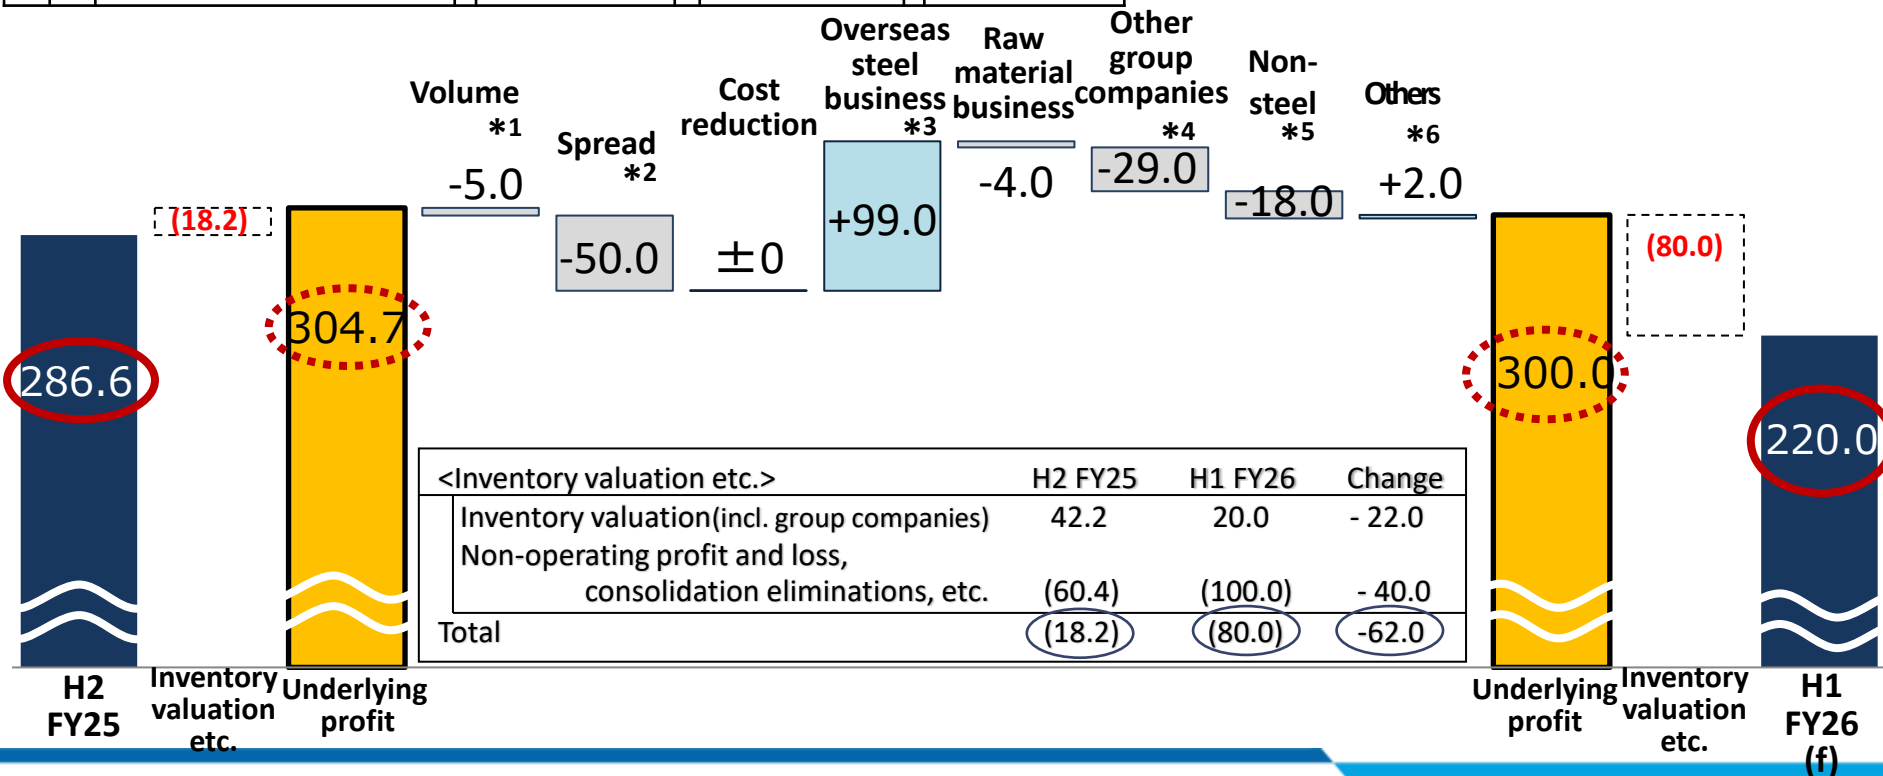 Volume
*1
-5.0
Spread
*2
-50.0
Cost
reduction
±0
Overseas
steel
business
*3
+99.0
Raw
material
business
-4.0
Other
group
companies
*4
-29.0
Non-
steel
*5
-18.0
Others
*6
+2.0
(18.2)
286.6
304.7
300.0
(80.0)
220.0
<Inventory valuation etc.> H2 FY25 H1 FY26 Change
Inventory valuation(incl. group companies) 42.2 20.0 - 22.0
Non-operating profit and loss,
consolidation eliminations, etc. (60.4) (100.0) - 40.0
Total (18.2) (80.0) -62.0
H2
FY25
Inventory
valuation
etc.
Underlying
profit
Underlying
profit
Inventory
valuation
etc.
H1
FY26
(f)